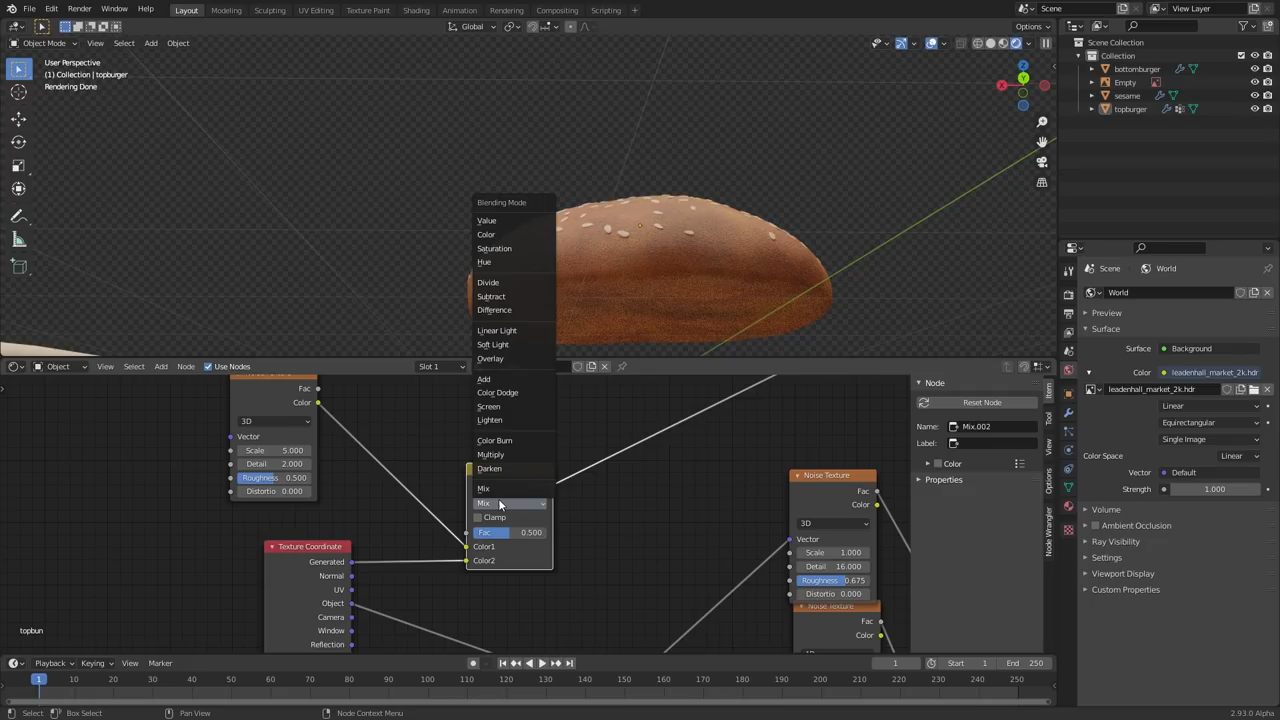 File Edit Render Window Help Layout Modeling Sculpting UV Editing Texture Paint Shading Animation Rendering Compositing Scripting + Scene View Layer
Global Options
Object Mode View Select Add Object
User Perspective
(1) Collection | topburger
Rendering Done
Z
Y
X
Scene Collection
Collection
bottomburger
Empty
sesame
topburger
Blending Mode
Value
Color
Saturation
Hue
Divide
Subtract
Difference
Linear Light
Soft Light
Overlay
Add
Color Dodge
Screen
Lighten
Color Burn
Multiply
Darken
Mix
Mix
Clamp
Fac 0.500
Color1
Color2
Object View Select Add Node Use Nodes Slot 1
Fac
Color
3D
Vector
Scale 5.000
Detail 2.000
Roughness 0.500
Distortio 0.000
Texture Coordinate
Generated
Normal
UV
Object
Camera
Window
Reflection
topbun
Noise Texture
Fac
Color
3D
Vector
Scale 1.000
Detail 16.000
Roughness 0.675
Distortio 0.000
Noise Texture
Fac
Color
Node
Reset Node
Name: Mix.002
Label:
Color
Properties
Item
Tool
View
Options
Node Wrangler
Scene World
World
Preview
Surface
Surface Background
Color leadenhall_market_2k.hdr
leadenhall_market_2k.hdr
Linear
Equirectangular
Single Image
Color Space Linear
Vector Default
Strength 1.000
Volume
Ambient Occlusion
Ray Visibility
Settings
Viewport Display
Custom Properties
Playback Keying View Marker 1 Start 1 End 250
1 10 20 30 40 50 60 70 80 90 100 110 120 130 140 150 160 170 180 190 200 210 220 230 240 250
Select Box Select Pan View Node Context Menu 2.93.0 Alpha